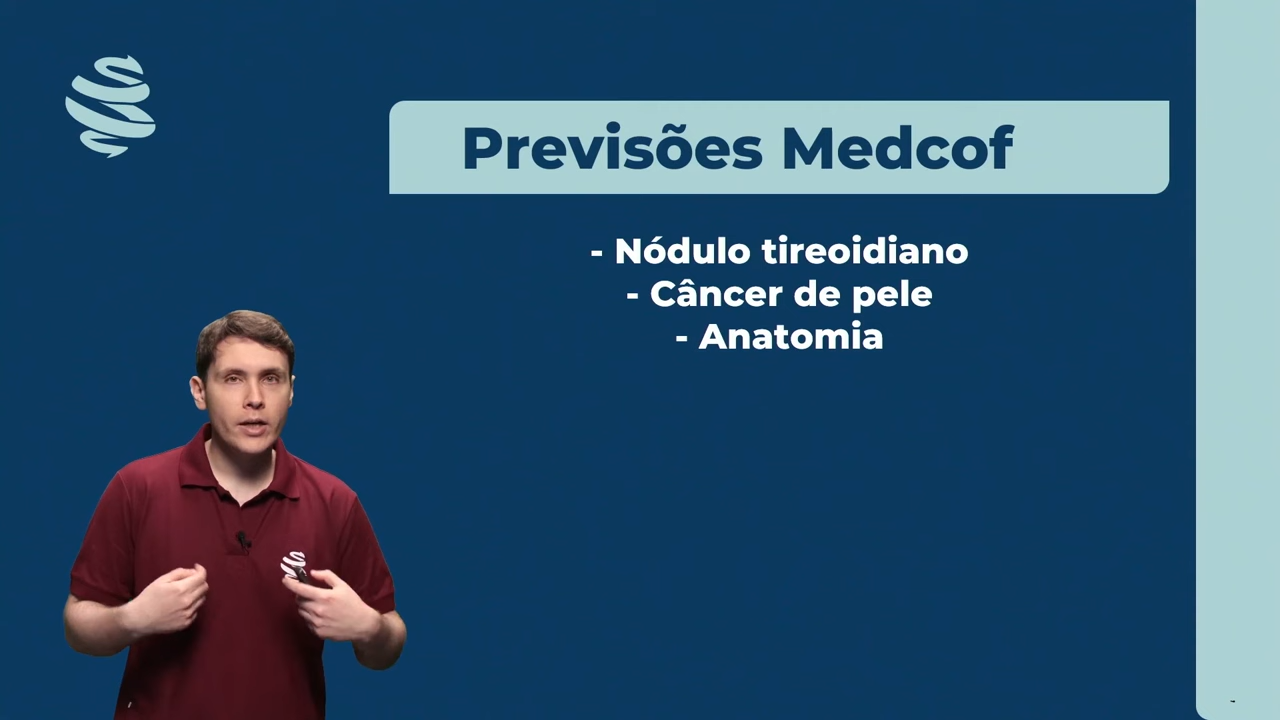 Previsões Medcof
- Nódulo tireoidiano
- Câncer de pele
- Anatomia